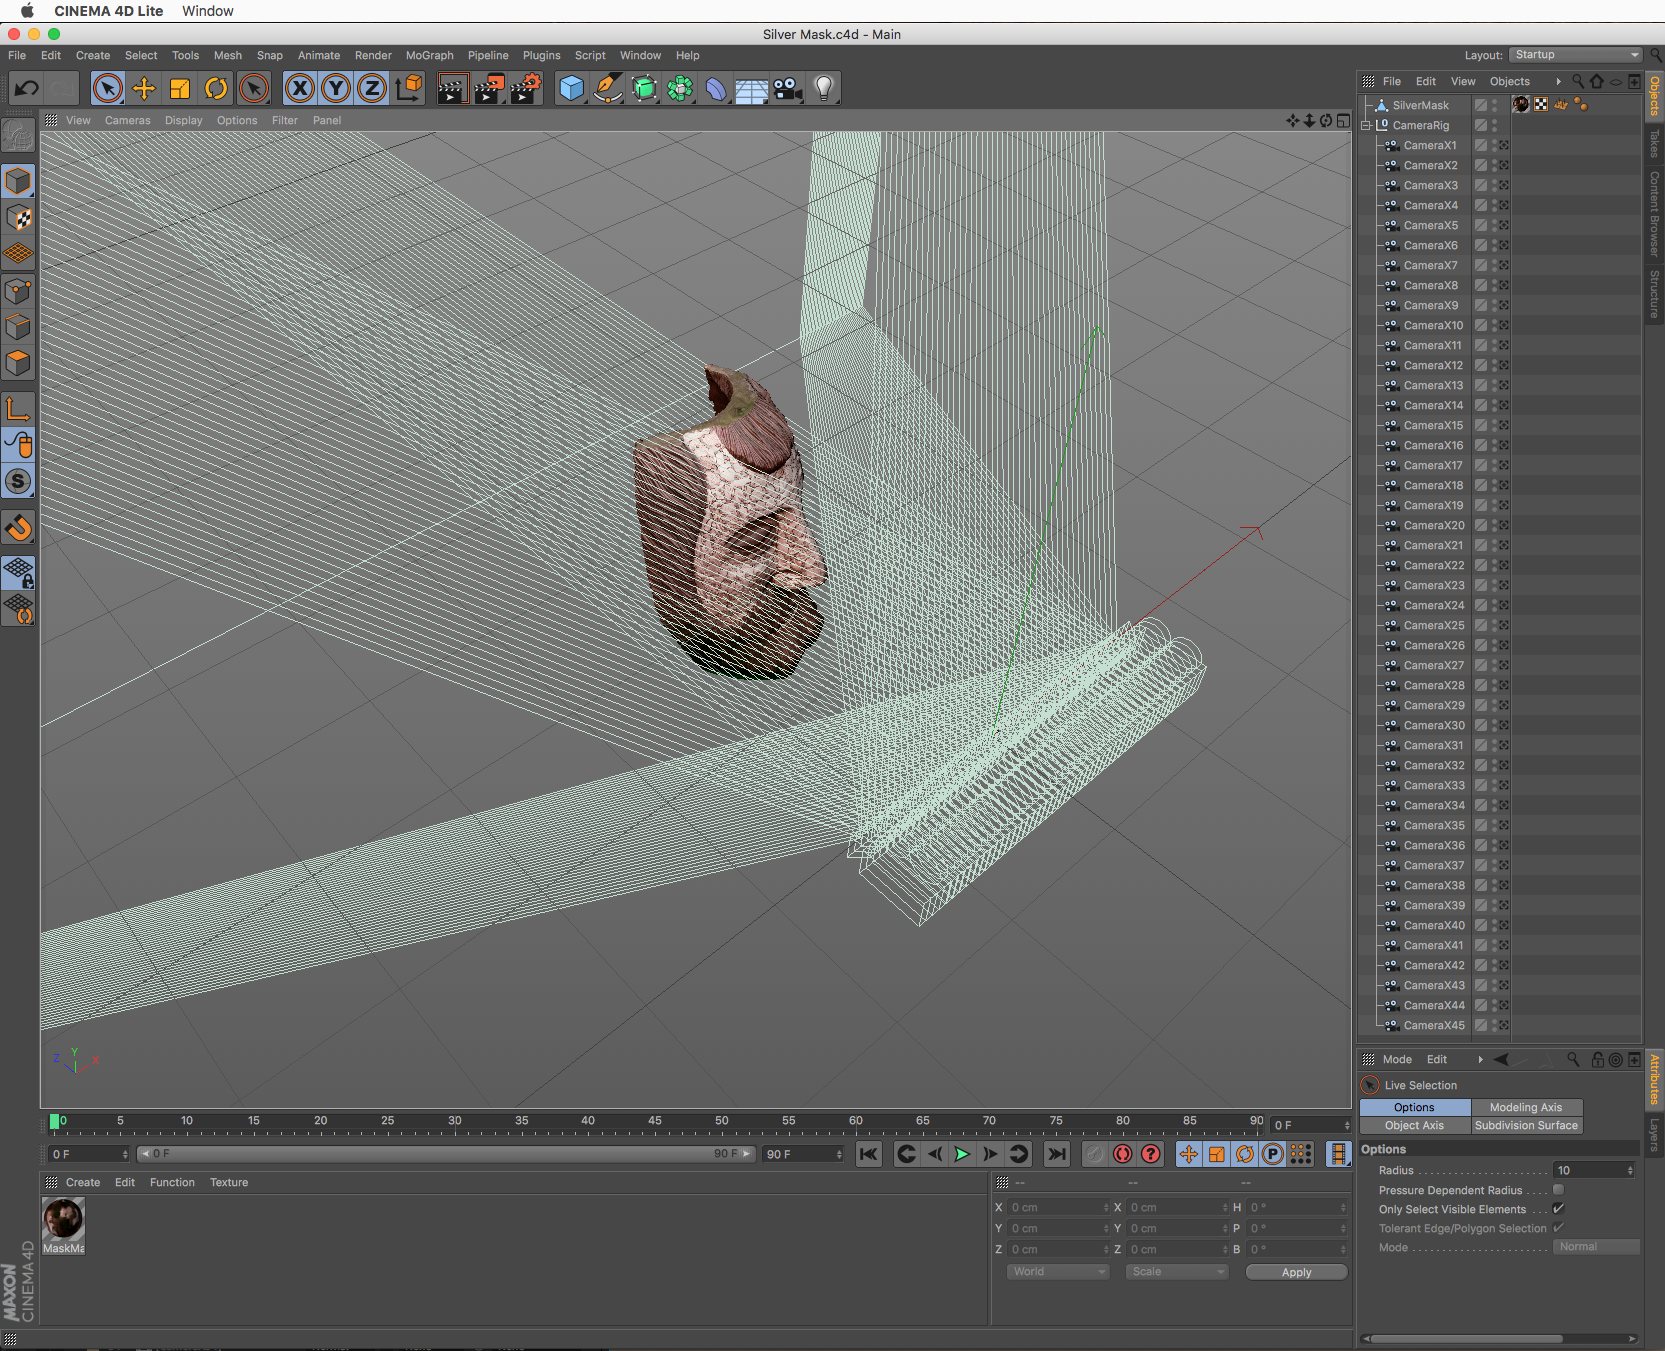 CINEMA 4D Lite Window
Silver Mask.c4d - Main
File Edit Create Select Tools Mesh Snap Animate Render MoGraph Pipeline Plugins Script Window Help
Layout: Startup
X Y Z
File Edit View Objects
View Cameras Display Options Filter Panel
SilverMask
CameraRig
CameraX1
CameraX2
CameraX3
CameraX4
CameraX5
CameraX6
CameraX7
CameraX8
CameraX9
CameraX10
CameraX11
CameraX12
CameraX13
CameraX14
CameraX15
CameraX16
CameraX17
CameraX18
CameraX19
CameraX20
CameraX21
CameraX22
CameraX23
CameraX24
CameraX25
CameraX26
CameraX27
CameraX28
CameraX29
CameraX30
CameraX31
CameraX32
CameraX33
CameraX34
CameraX35
CameraX36
CameraX37
CameraX38
CameraX39
CameraX40
CameraX41
CameraX42
CameraX43
CameraX44
CameraX45
Objects
Takes
Content Browser
Structure
S
Z Y X
0 5 10 15 20 25 30 35 40 45 50 55 60 65 70 75 80 85 90
0 F
0 F 0 F 90 F 90 F
? P
Create Edit Function Texture
MaskMa
MAXON
CINEMA 4D
-- -- --
X 0 cm X 0 cm H 0 °
Y 0 cm Y 0 cm P 0 °
Z 0 cm Z 0 cm B 0 °
World Scale Apply
Mode Edit
Live Selection
Options Modeling Axis
Object Axis Subdivision Surface
Options
Radius 10
Pressure Dependent Radius
Only Select Visible Elements
Tolerant Edge/Polygon Selection
Mode Normal
Attributes
Layers